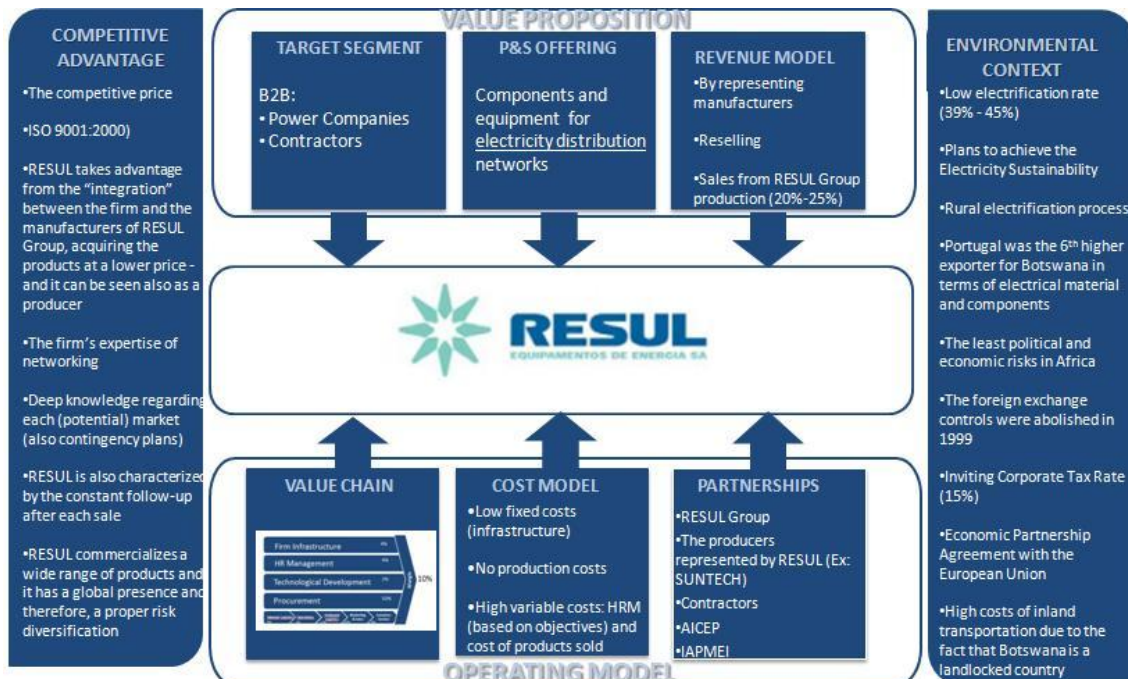 COMPETITIVE
ADVANTAGE
•The competitive price
•ISO 9001:2000)
•RESUL takes advantage
from the “integration”
between the firm and the
manufacturers of RESUL
Group, acquiring the
products at a lower price -
and it can be seen also as a
producer
•The firm’s expertise of
networking
•Deep knowledge regarding
each (potential) market
(also contingency plans)
•RESUL is also characterized
by the constant follow-up
after each sale
•RESUL commercializes a
wide range of products and
it has a global presence and
therefore, a proper risk
diversification
VALUE PROPOSITION
TARGET SEGMENT
B2B:
• Power Companies
• Contractors
P&S OFFERING
Components and
equipment for
electricity distribution
networks
REVENUE MODEL
•By representing
manufacturers
•Reselling
•Sales from RESUL Group
production (20%-25%)
RESUL
EQUIPAMENTOS DE ENERGIA SA
VALUE CHAIN
Firm Infrastructure
HR Management
Technological Development
Procurement
10%
COST MODEL
•Low fixed costs
(infrastructure)
•No production costs
•High variable costs: HRM
(based on objectives) and
cost of products sold
PARTNERSHIPS
•RESUL Group
•The producers
represented by RESUL (Ex:
SUNTECH)
•Contractors
•AICEP
•IAPMEI
OPERATING MODEL
ENVIRONMENTAL
CONTEXT
•Low electrification rate
(39% - 45%)
•Plans to achieve the
Electricity Sustainability
•Rural electrification process
•Portugal was the 6th higher
exporter for Botswana in
terms of electrical material
and components
•The least political and
economic risks in Africa
•The foreign exchange
controls were abolished in
1999
•Inviting Corporate Tax Rate
(15%)
•Economic Partnership
Agreement with the
European Union
•High costs of inland
transportation due to the
fact that Botswana is a
landlocked country